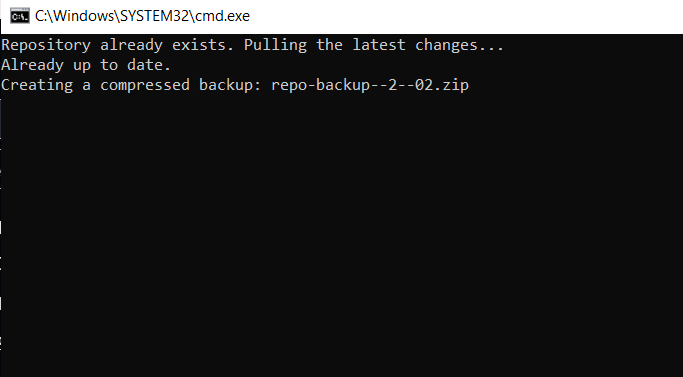 C:\Windows\SYSTEM32\cmd.exe
Repository already exists. Pulling the latest changes...
Already up to date.
Creating a compressed backup: repo-backup--2--02.zip